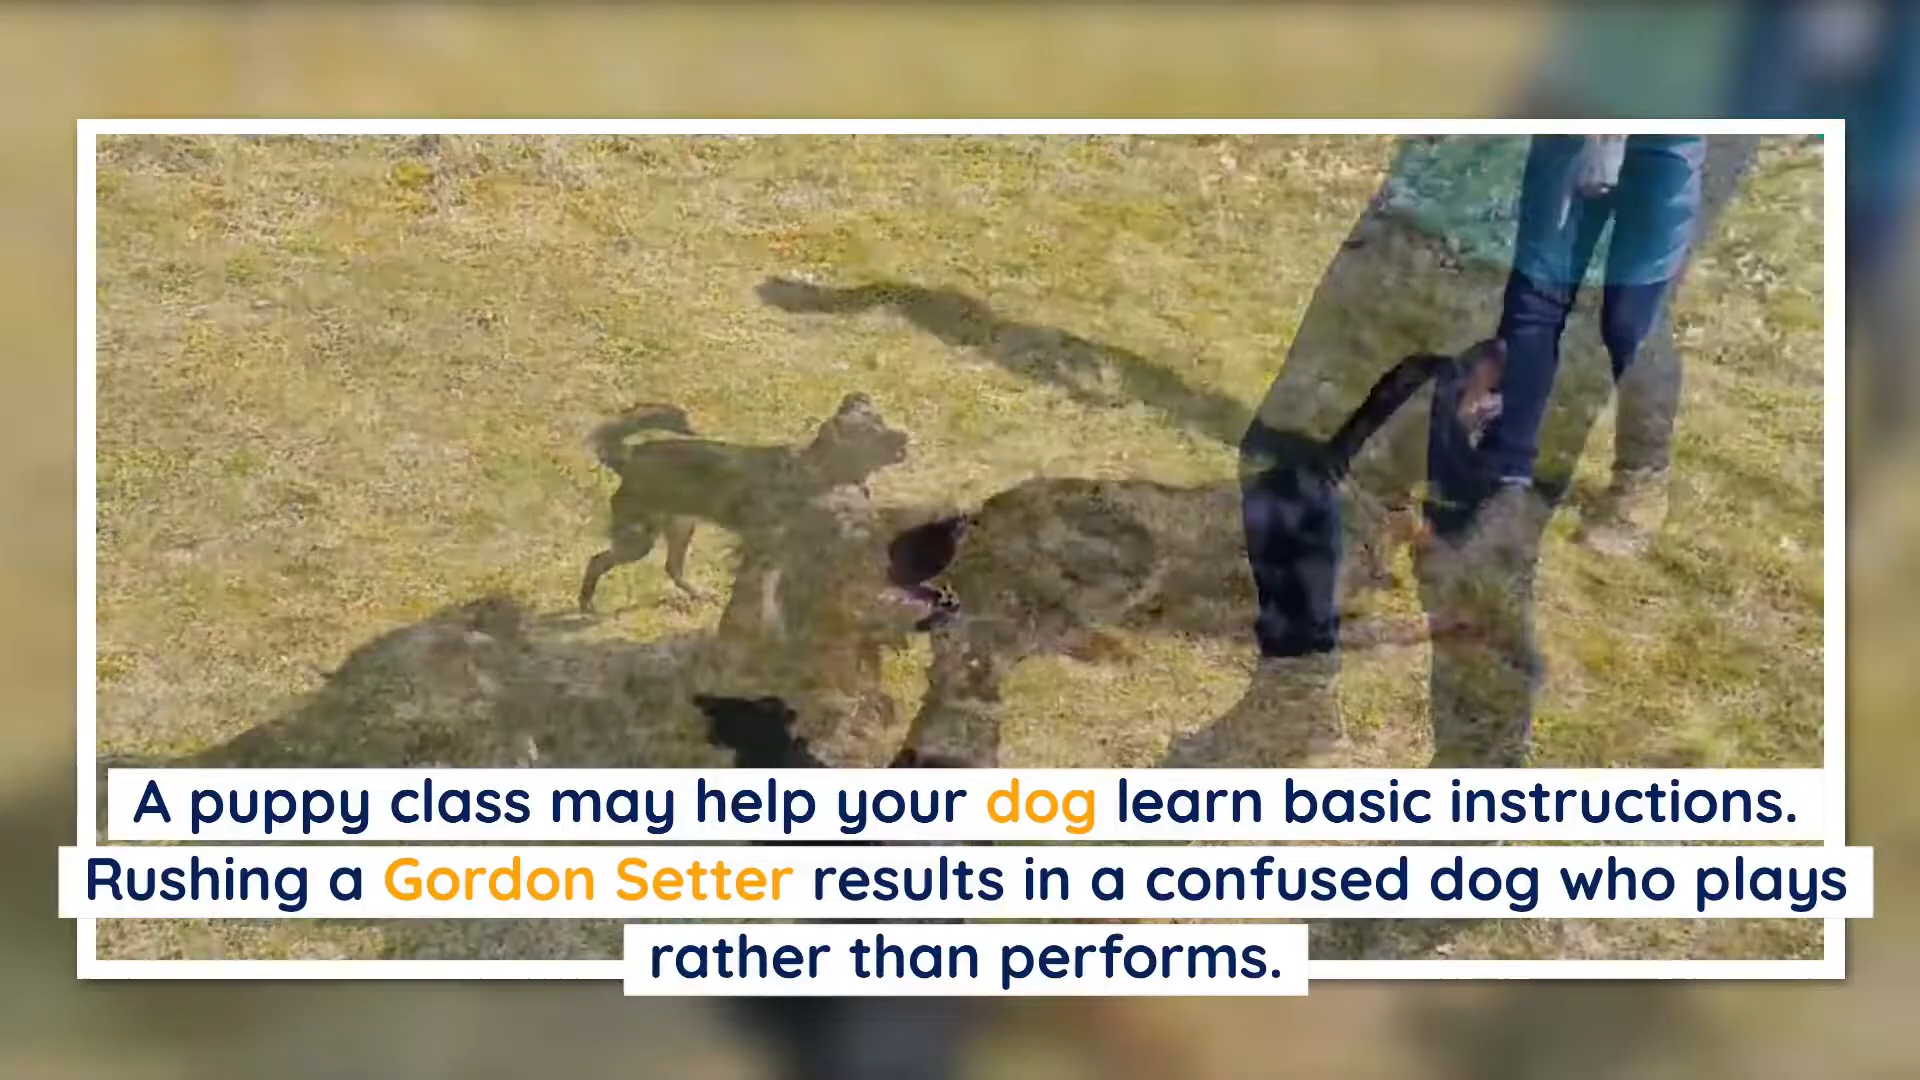 A puppy class may help your dog learn basic instructions.
Rushing a Gordon Setter results in a confused dog who plays
rather than performs.